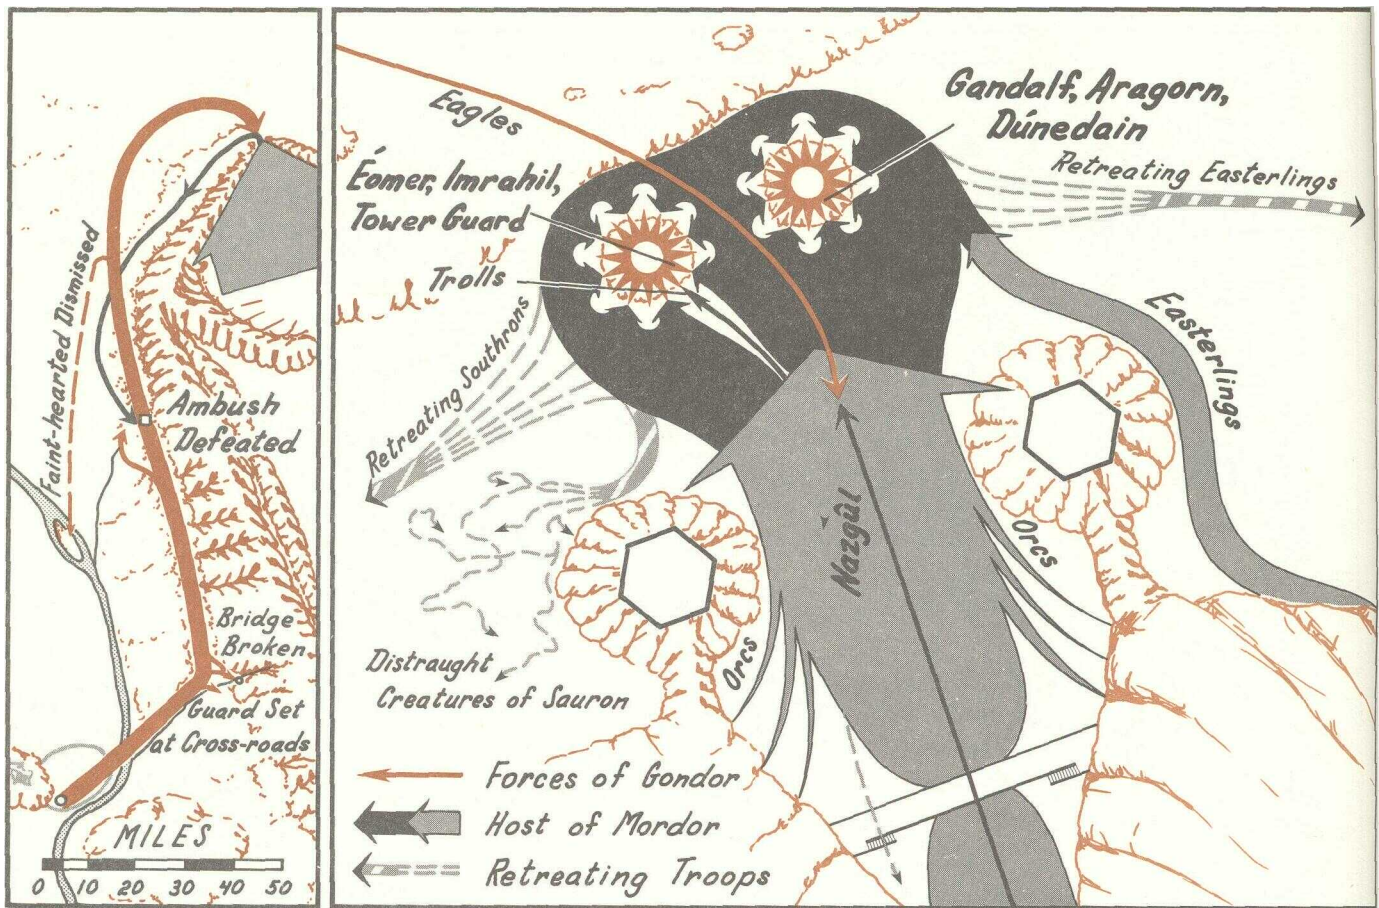 Faint-hearted Dismissed
Ambush
Defeated
Bridge
Broken
Guard Set
at Cross-roads
MILES
0 10 20 30 40 50
Eagles
Gandalf, Aragorn,
Dúnedain
Éomer, Imrahil,
Tower Guard
Trolls
Retreating Easterlings
Retreating Southrons
Easterlings
Nazgûl
Orcs
Orcs
Distraught
Creatures of Sauron
Forces of Gondor
Host of Mordor
Retreating Troops